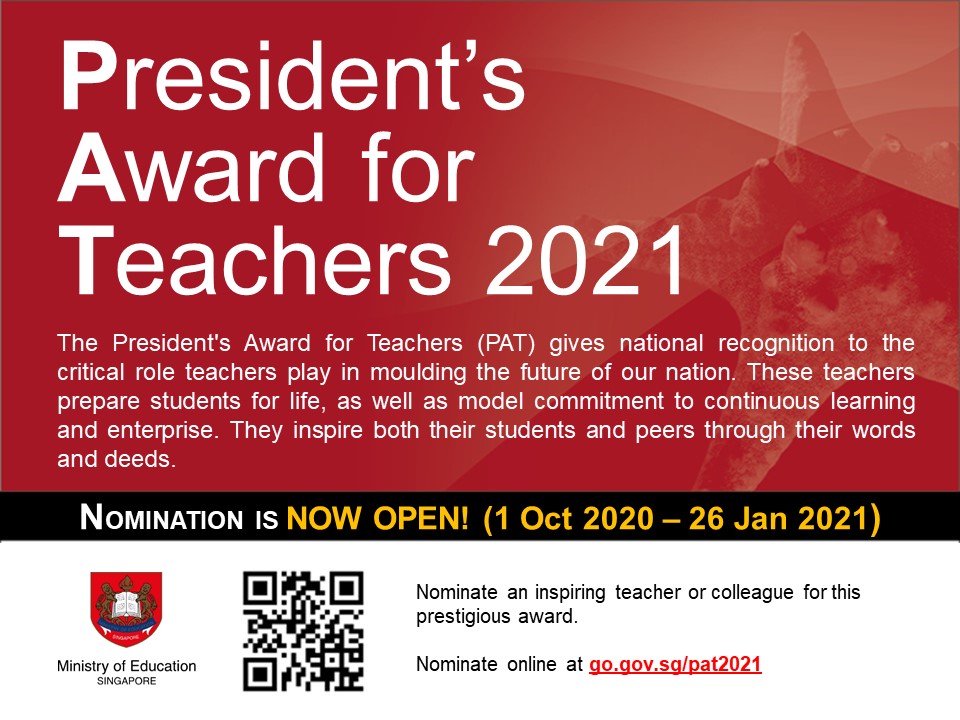 President’s
Award for
Teachers 2021
The President's Award for Teachers (PAT) gives national recognition to the
critical role teachers play in moulding the future of our nation. These teachers
prepare students for life, as well as model commitment to continuous learning
and enterprise. They inspire both their students and peers through their words
and deeds.
NOMINATION IS NOW OPEN! (1 Oct 2020 – 26 Jan 2021)
Nominate an inspiring teacher or colleague for this
prestigious award.
Nominate online at go.gov.sg/pat2021
SINGAPORE
Ministry of Education
SINGAPORE